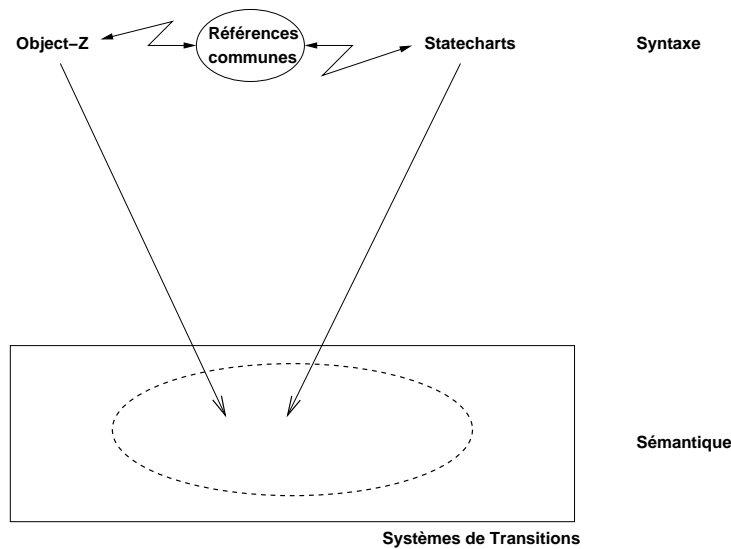 Object–Z
Références
communes
Statecharts
Syntaxe
Sémantique
Systèmes de Transitions